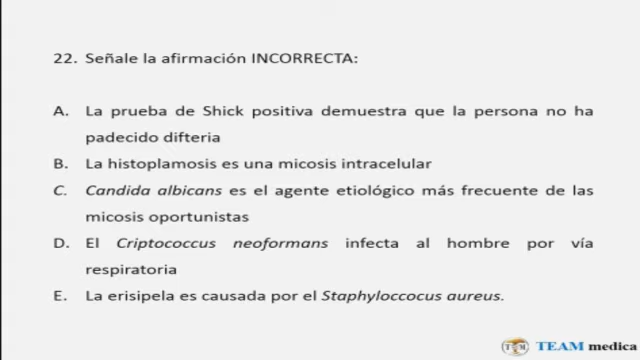 22. Señale la afirmación INCORRECTA:
A. La prueba de Shick positiva demuestra que la persona no ha
padecido difteria
B. La histoplamosis es una micosis intracelular
C. Candida albicans es el agente etiológico más frecuente de las
micosis oportunistas
D. El Criptococcus neoformans infecta al hombre por vía
respiratoria
E. La erisipela es causada por el Staphyloccocus aureus.
TEAM medica